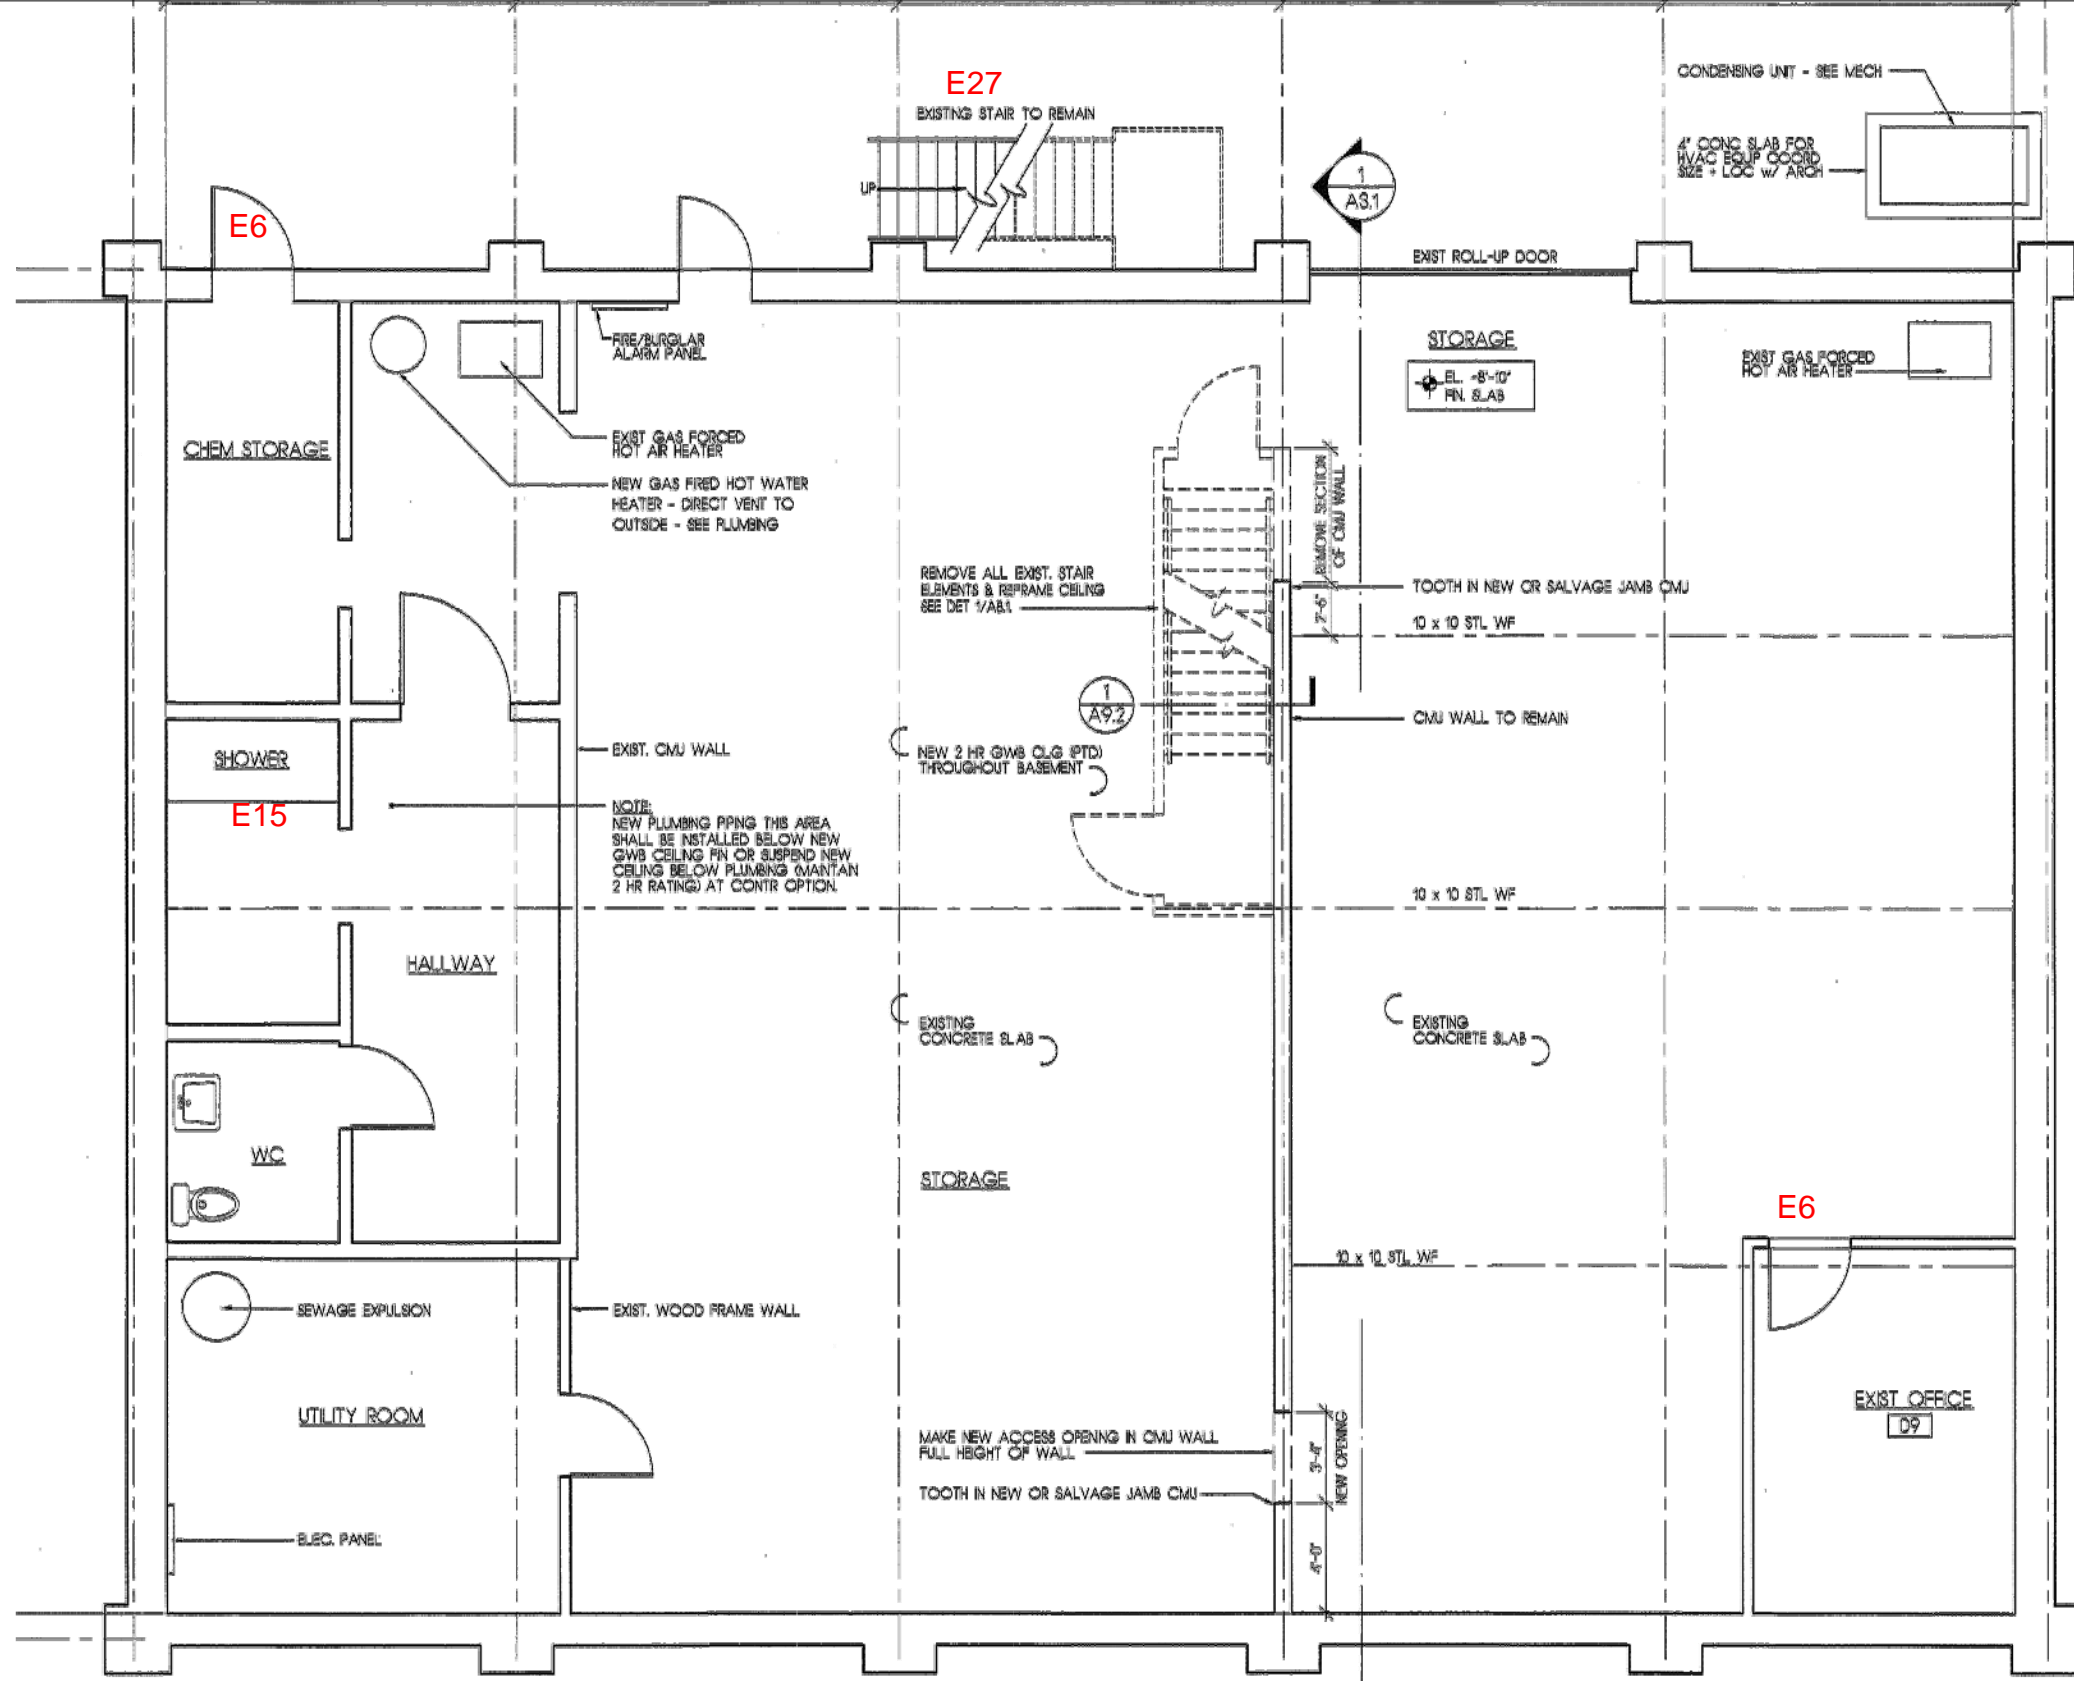 E27
EXISTING STAIR TO REMAIN
UP
E6
CONDENSING UNIT - SEE MECH
4" CONC SLAB FOR
HVAC EQUP COORD
SIZE + LOC w/ ARCH
1
A3.1
EXIST ROLL-UP DOOR
FIRE/BURGLAR
ALARM PANEL
STORAGE
EL. -8'-10"
FIN. SLAB
EXIST GAS FORCED
HOT AIR HEATER
CHEM STORAGE
EXIST GAS FORCED
HOT AIR HEATER
NEW GAS FIRED HOT WATER
HEATER - DIRECT VENT TO
OUTSIDE - SEE PLUMBING
REMOVE SECTION
OF CMU WALL
2'-6"
REMOVE ALL EXIST. STAIR
ELEMENTS & REFRAME CEILING
SEE DET 1/A8.1
TOOTH IN NEW OR SALVAGE JAMB CMU
10 x 10 STL WF
1
A9.2
CMU WALL TO REMAIN
SHOWER
E15
EXIST. CMU WALL
NEW 2 HR GWB CLG (PTD)
THROUGHOUT BASEMENT
NOTE:
NEW PLUMBING PPNG THIS AREA
SHALL BE INSTALLED BELOW NEW
GWB CEILING FIN OR SUSPEND NEW
CEILING BELOW PLUMBING (MANTAN
2 HR RATING) AT CONTR OPTION.
10 x 10 STL WF
HALLWAY
EXISTING
CONCRETE SLAB
EXISTING
CONCRETE SLAB
WC
STORAGE
E6
10 x 10 STL WF
SEWAGE EXPULSION
EXIST. WOOD FRAME WALL
UTILITY ROOM
EXIST OFFICE
09
MAKE NEW ACCESS OPENNG IN CMU WALL
FULL HEIGHT OF WALL
3'-4"
NEW OPENING
TOOTH IN NEW OR SALVAGE JAMB CMU
4'-0"
ELEC. PANEL